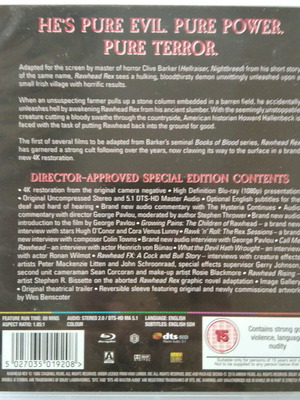 HE'S PURE EVIL. PURE POWER.
PURE TERROR.
Adapted for the screen by master of horror Clive Barker (Hellraiser, Nightbreed) from his short story
of the same name, Rawhead Rex sees a hulking, bloodthirsty demon unwittingly unleashed upon a
small Irish village with horrific results.
When an unsuspecting farmer pulls up a stone column embedded in a barren field, he accidentally
unleashes hell by awakening Rawhead Rex from his ancient slumber. With the seemingly unstoppable
creature cutting a bloody swathe through the countryside, American historian Howard Hallenback is
faced with the task of putting Rawhead back into the ground for good.
The first of several films to be adapted from Barker's seminal Books of Blood series, Rawhead Rex
has garnered a strong cult following over the years, now clawing its way to the surface in a brand
new 4K restoration.
DIRECTOR-APPROVED SPECIAL EDITION CONTENTS
• 4K restoration from the original camera negative • High Definition Blu-ray (1080p) presentation
• Original Uncompressed Stereo and 5.1 DTS-HD Master Audio • Optional English subtitles for the
deaf and hard of hearing • Brand new audio commentary with The Hysteria Continues • Audio
commentary with director George Pavlou, moderated by author Stephen Thrower • Brand new audio
introduction to the film by George Pavlou • Growing Pains: The Children of Rawhead – a brand new
interview with stars Hugh O'Conor and Cora Venus Lunny • Rawk 'n' Roll: The Rex Sessions – a brand
new interview with composer Colin Towns • Brand new audio interview with George Pavlou • Call Me
Rawhead – an interview with actor Heinrich von Bünau • What the Devil Hath Wrought – an interview
with actor Ronan Wilmot • Rawhead FX: A Cock and Bull Story – interviews with creature effects
artists Peter Mackenzie Litten and John Schoonraad, special effects supervisor Gerry Johnston,
second unit cameraman Sean Corcoran and make-up artist Rosie Blackmore • Rawhead Rising –
artist Stephen R. Bissette on the aborted Rawhead Rex graphic novel adaptation • Image Gallery
• Original theatrical trailer • Reversible sleeve featuring original and newly commissioned artwork
by Wes Benscoter
FEATURE RUN TIME: 89 MINS
ASPECT RATIO: 1.85:1
AUDIO: STEREO 2.0 / DTS-HD MA 5.1
COLOUR
LANGUAGE: ENGLISH
SUBTITLES: ENGLISH SDH
5 027035 019208
ARROW
dts
15
Contains strong
violence, language
nudity